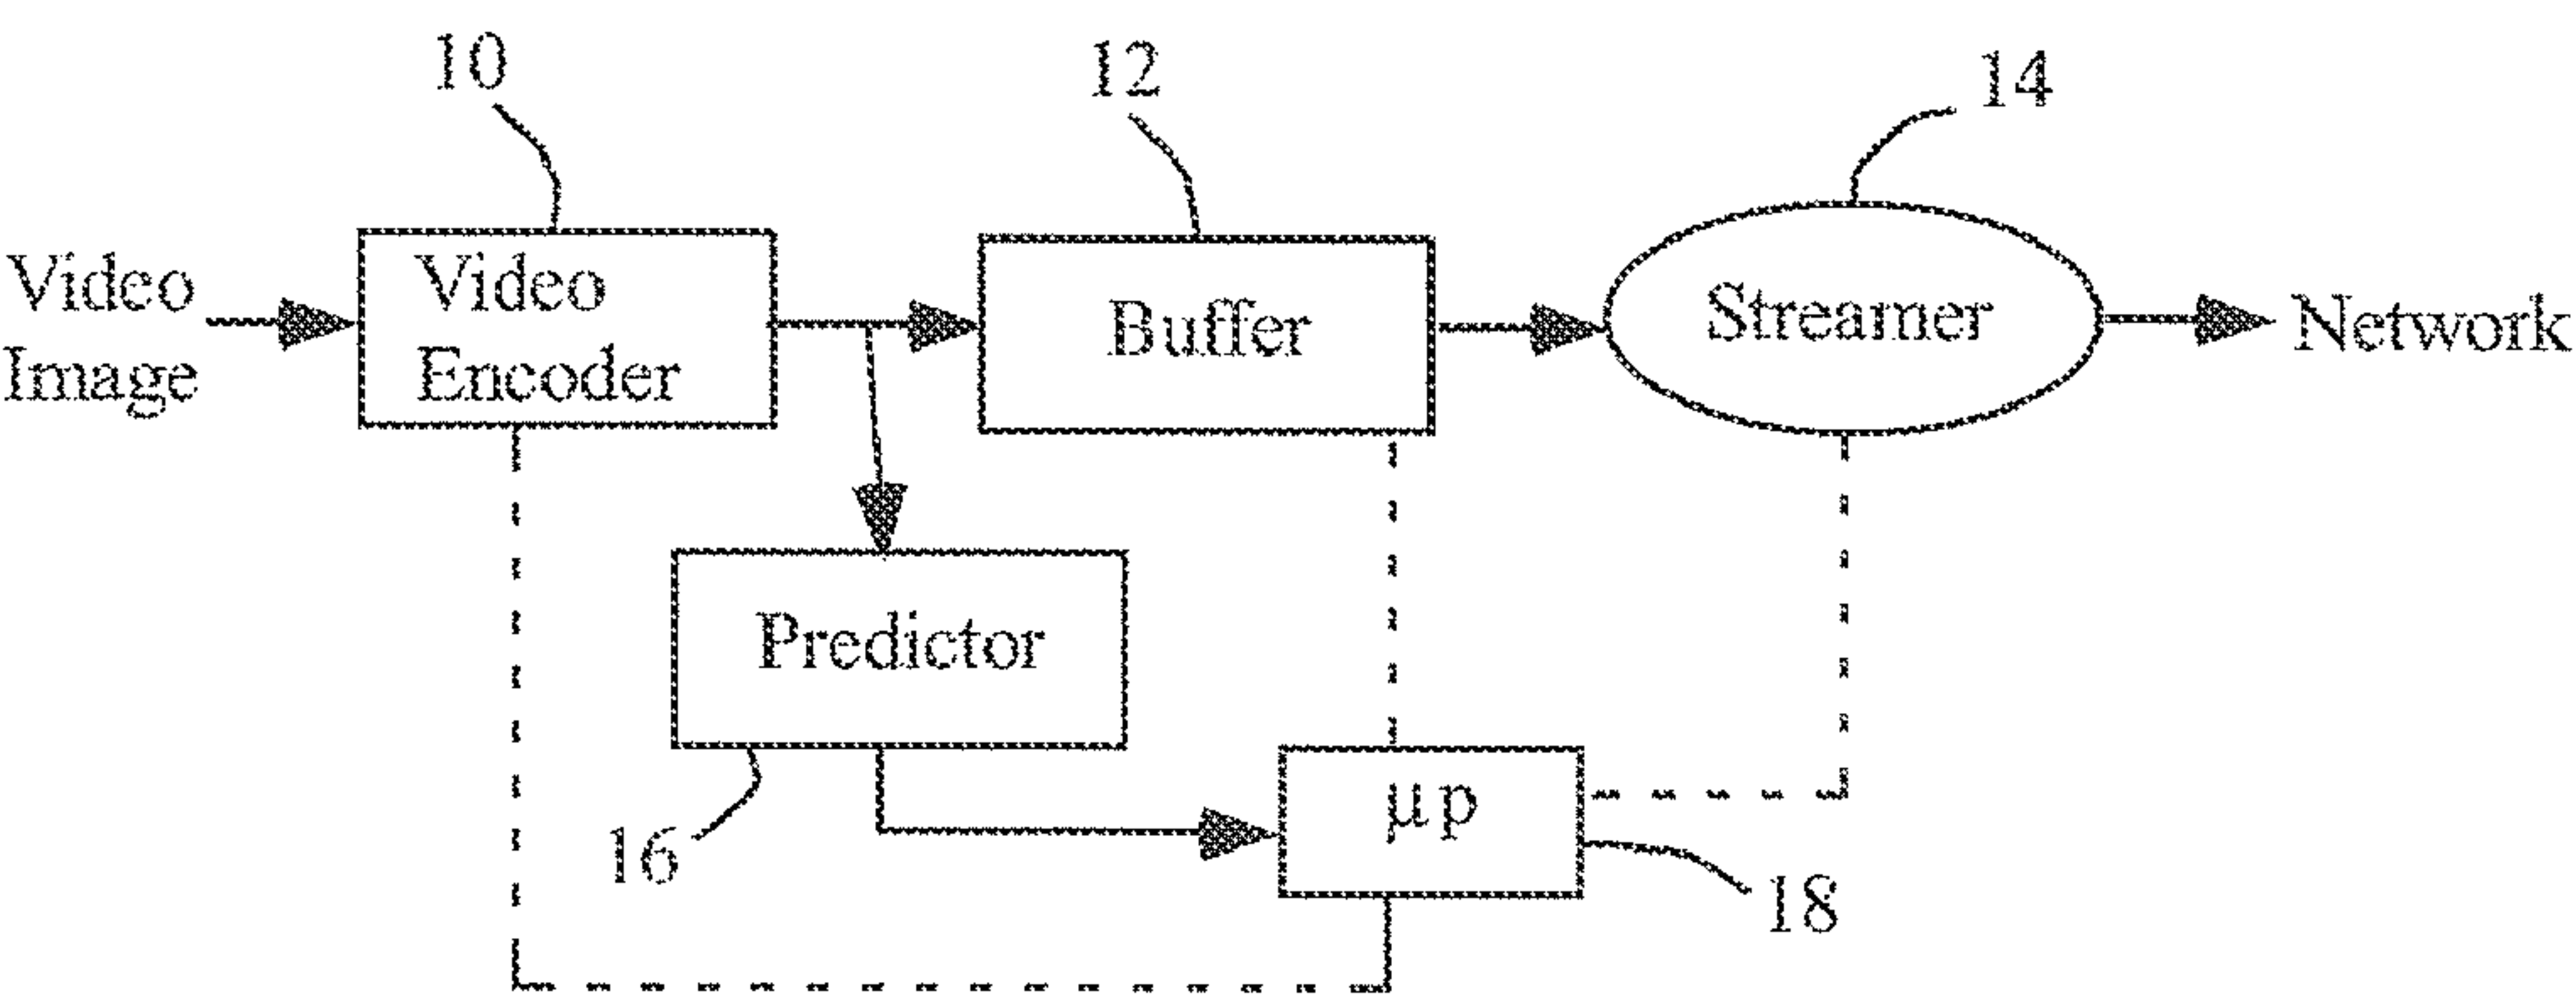 10
12
14
Video
Image
Video
Encoder
Buffer
Streamer
Network
Predictor
μp
16
18